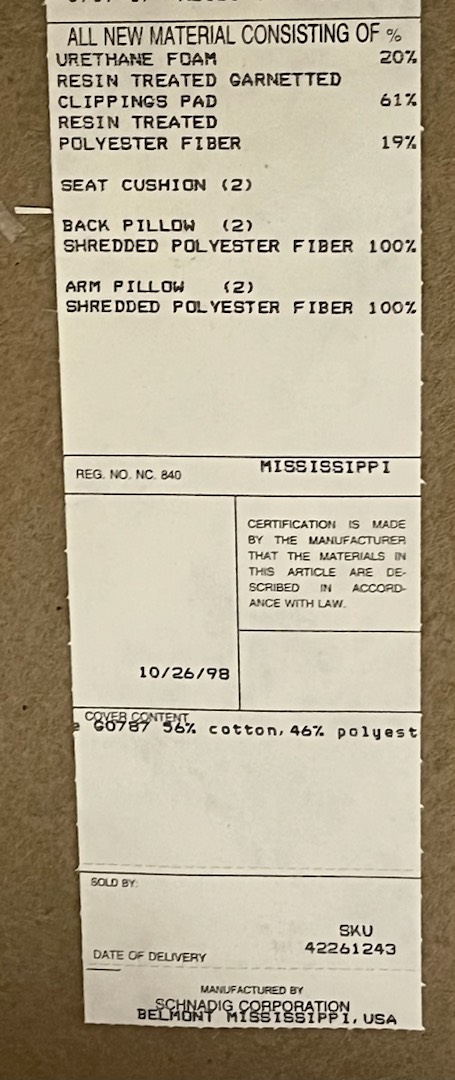 ALL NEW MATERIAL CONSISTING OF %
URETHANE FOAM 20%
RESIN TREATED GARNETTED
CLIPPINGS PAD 61%
RESIN TREATED
POLYESTER FIBER 19%
SEAT CUSHION (2)
BACK PILLOW (2)
SHREDDED POLYESTER FIBER 100%
ARM PILLOW (2)
SHREDDED POLYESTER FIBER 100%
REG. NO. NC. 840 MISSISSIPPI
CERTIFICATION IS MADE
BY THE MANUFACTURER
THAT THE MATERIALS IN
THIS ARTICLE ARE DE-
SCRIBED IN ACCORD-
ANCE WITH LAW.
10/26/98
COVER CONTENT
e G0787 56% cotton, 46% polyest
SOLD BY:
SKU
42261243
DATE OF DELIVERY
MANUFACTURED BY
SCHNADIG CORPORATION
BELMONT MISSISSIPPI, USA